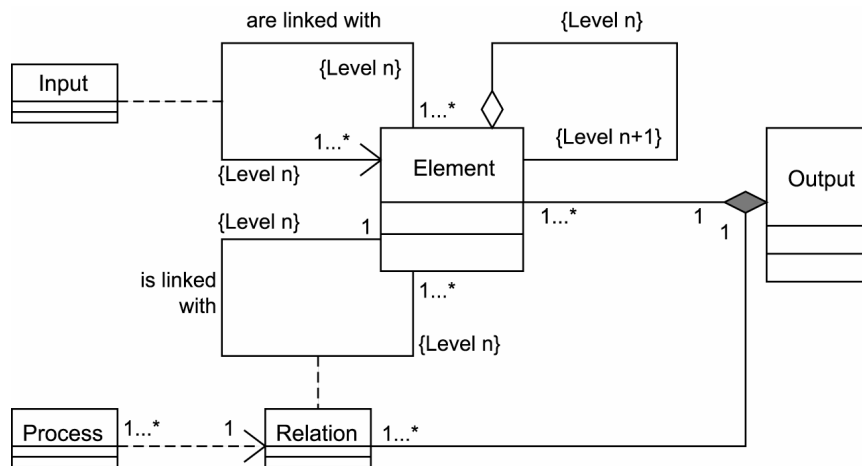 are linked with
{Level n}
{Level n}
Input
1...*
1...*
{Level n+1}
{Level n}
Element
Output
{Level n}
1
1...*
1
1
is linked
with
1...*
{Level n}
Process
1...*
1
Relation
1...*